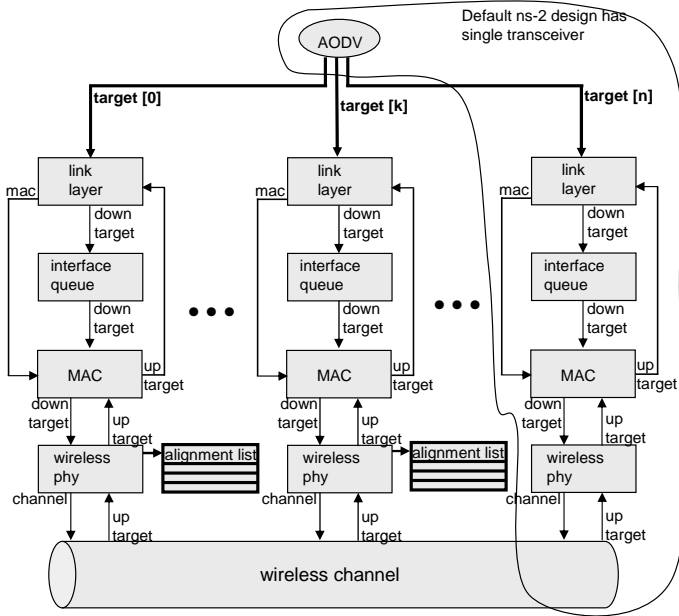 Default ns-2 design has
single transceiver
AODV
target [0]
target [k]
target [n]
link
layer
mac
down
target
interface
queue
down
target
MAC
up
target
down
target
up
target
wireless
phy
alignment list
channel
up
target
link
layer
mac
down
target
interface
queue
down
target
MAC
up
target
down
target
up
target
wireless
phy
alignment list
channel
up
target
link
layer
mac
down
target
interface
queue
down
target
MAC
up
target
down
target
up
target
wireless
phy
channel
up
target
wireless channel